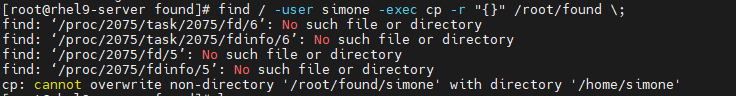 [root@rhel9-server found]# find / -user simone -exec cp -r "{}" /root/found \;
find: ‘/proc/2075/task/2075/fd/6’: No such file or directory
find: ‘/proc/2075/task/2075/fdinfo/6’: No such file or directory
find: ‘/proc/2075/fd/5’: No such file or directory
find: ‘/proc/2075/fdinfo/5’: No such file or directory
cp: cannot overwrite non-directory '/root/found/simone' with directory '/home/simone'